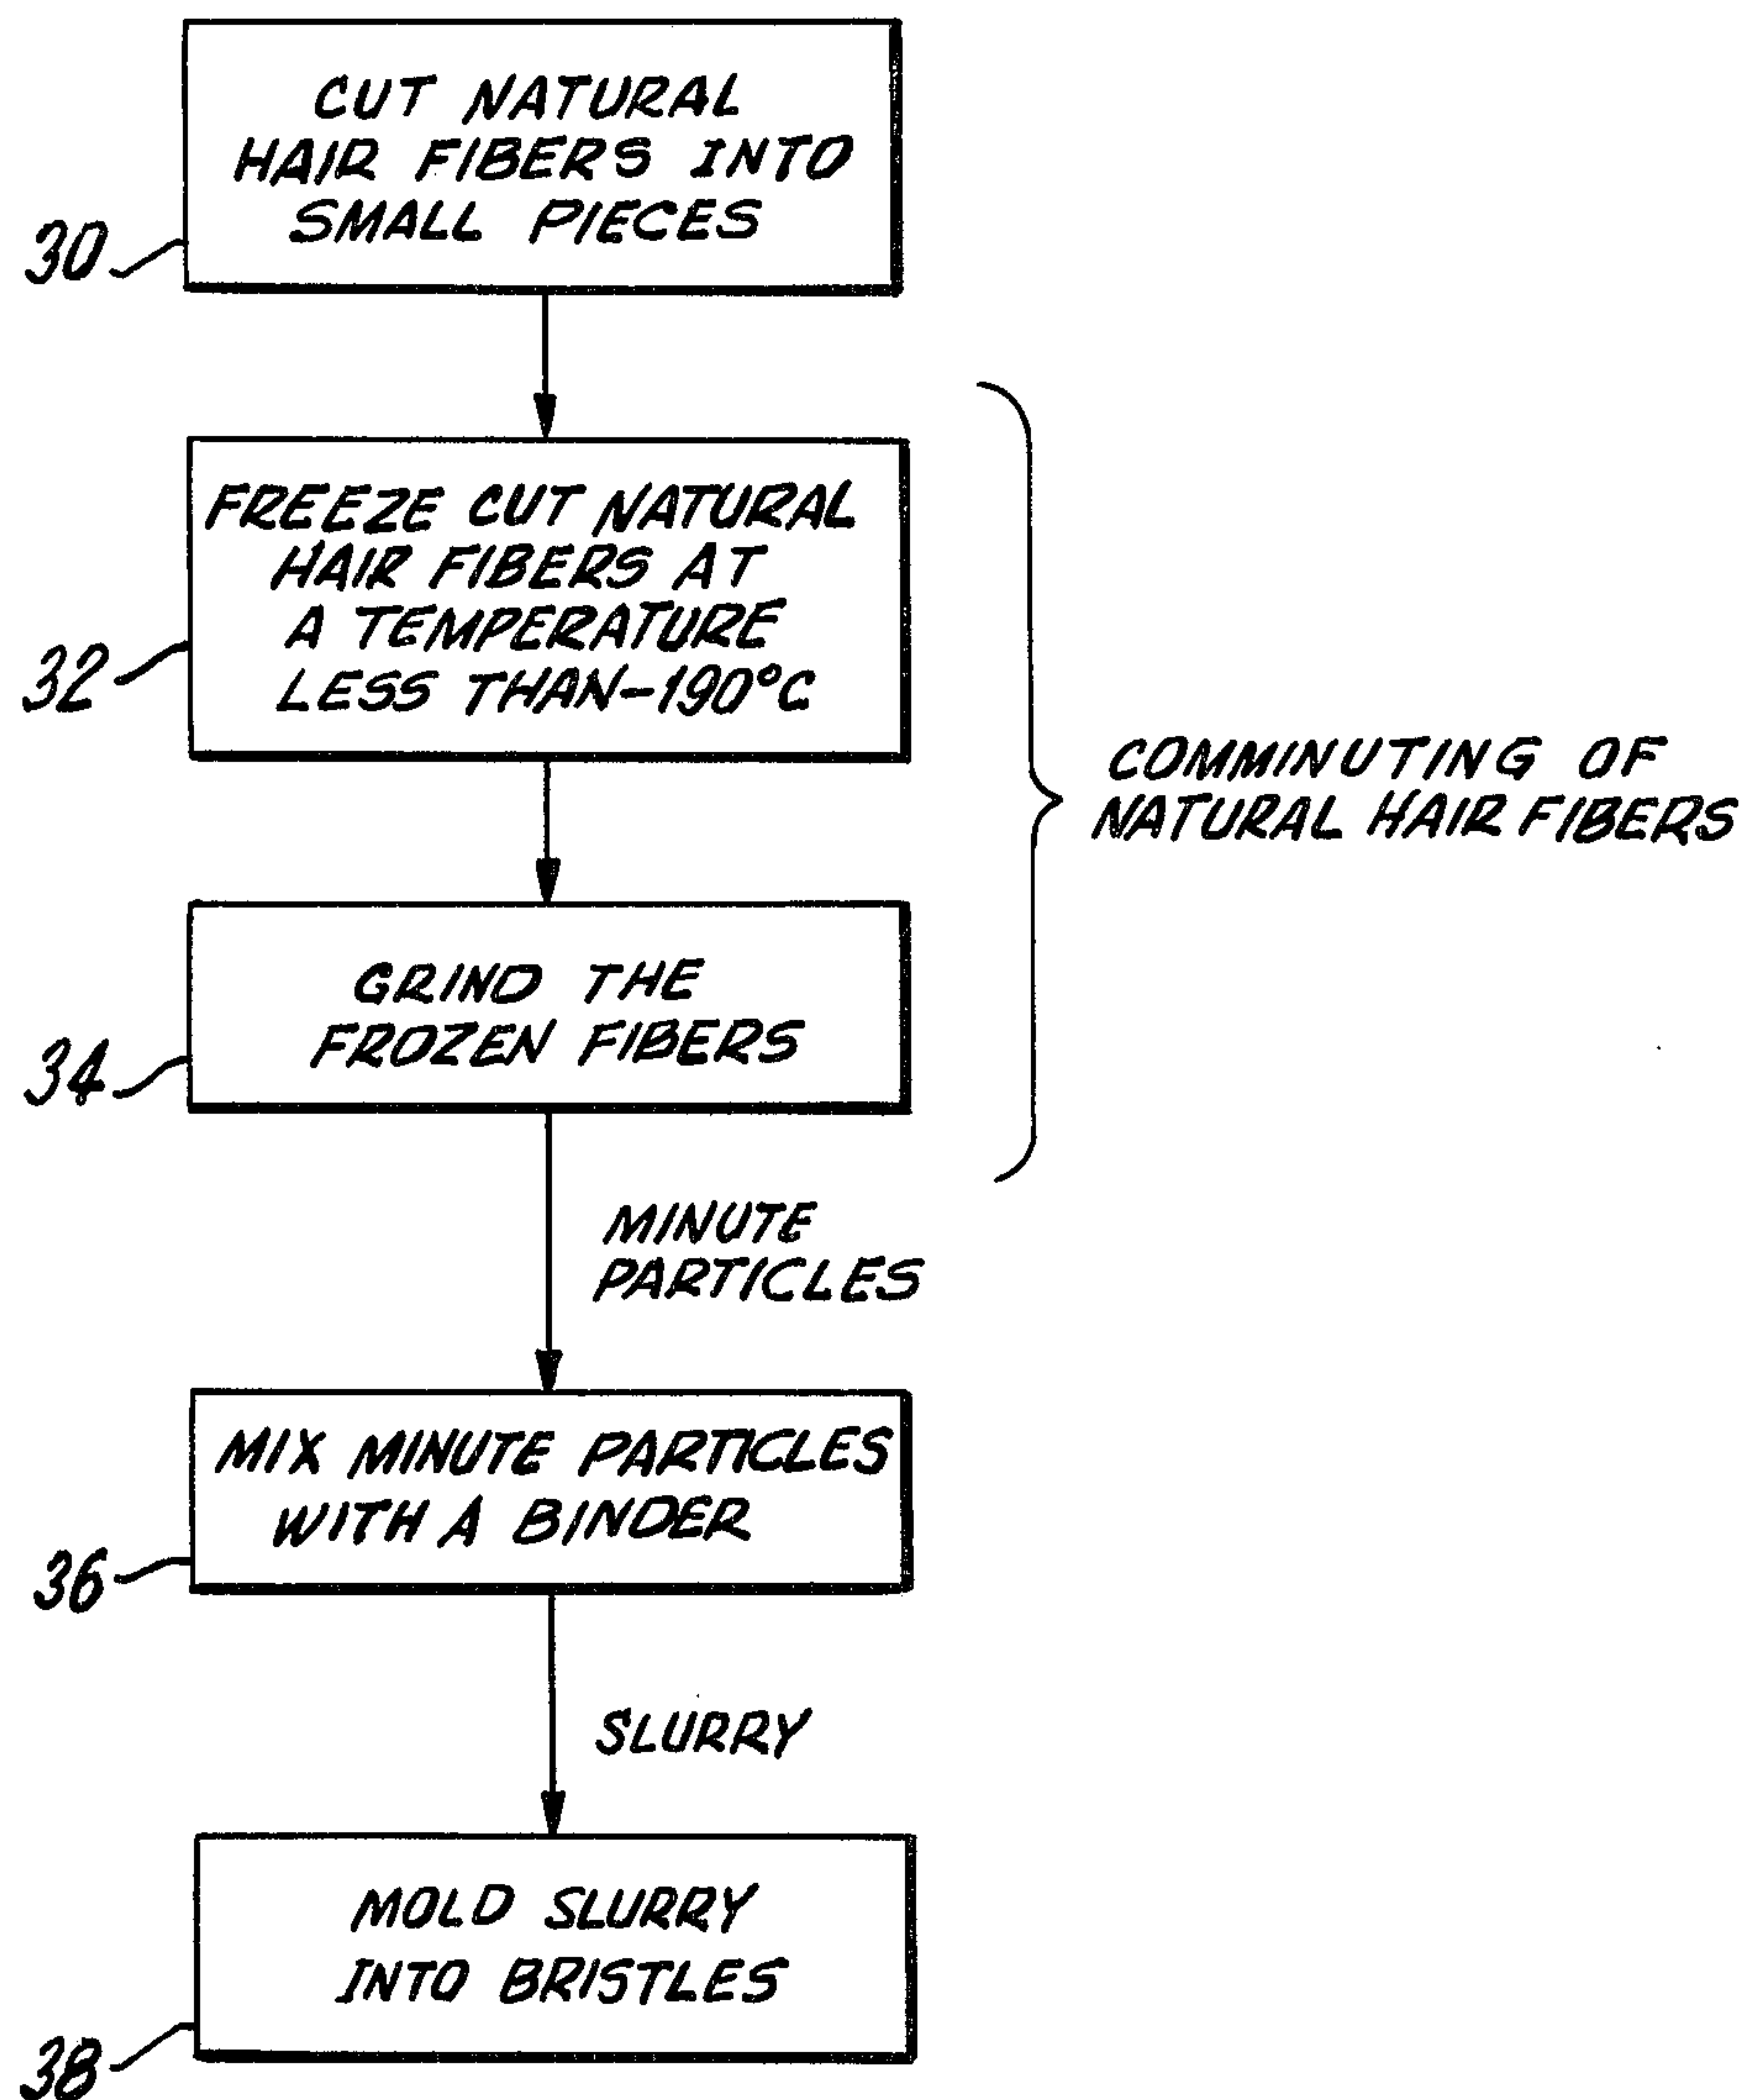 CUT NATURAL
HAIR FIBERS INTO
SMALL PIECES
30
FREEZE CUT NATURAL
HAIR FIBERS AT
A TEMPERATURE
LESS THAN-190°C
32
COMMINUTING OF
NATURAL HAIR FIBERS
GRIND THE
FROZEN FIBERS
34
MINUTE
PARTICLES
MIX MINUTE PARTICLES
WITH A BINDER
36
SLURRY
MOLD SLURRY
INTO BRISTLES
38